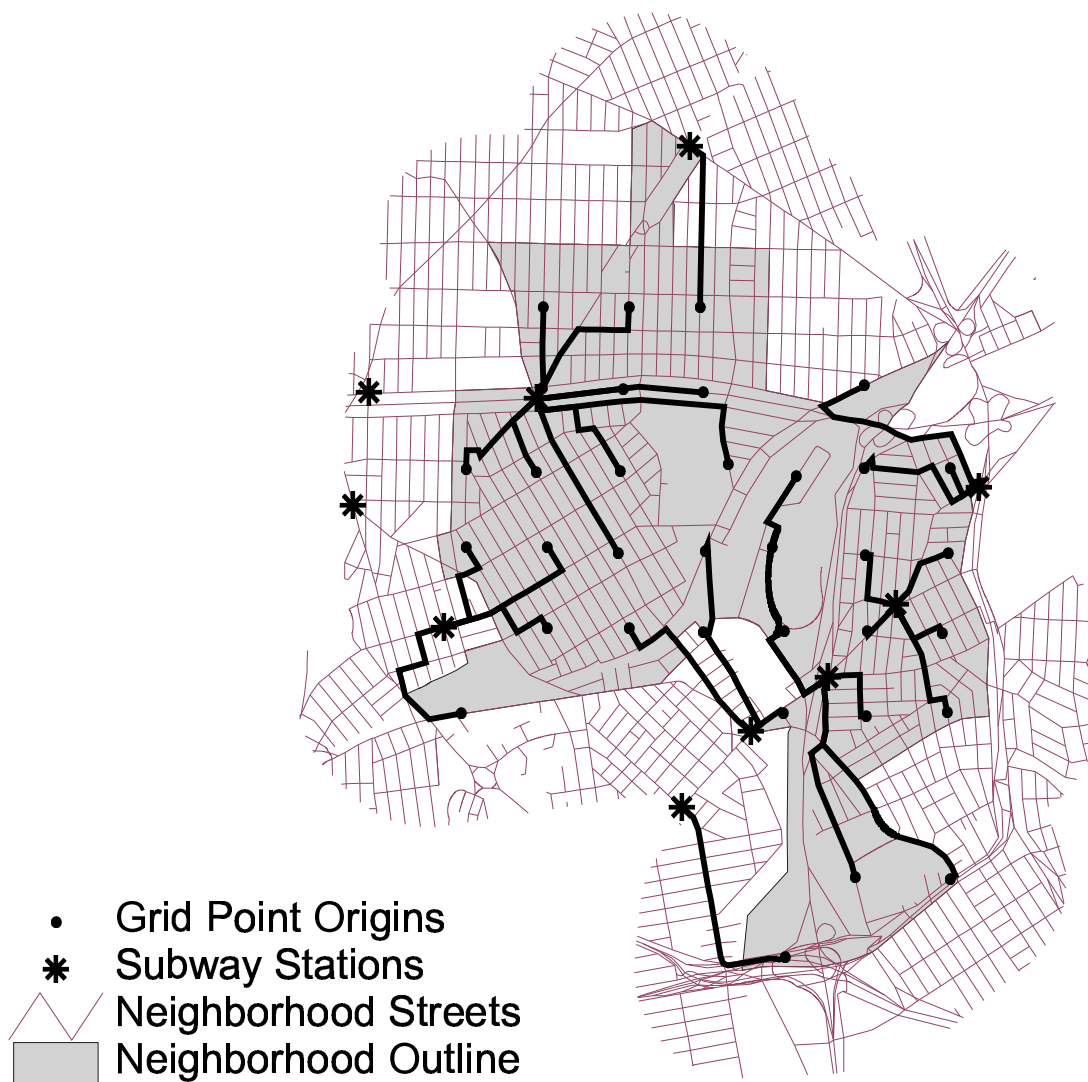 Grid Point Origins
Subway Stations
Neighborhood Streets
Neighborhood Outline